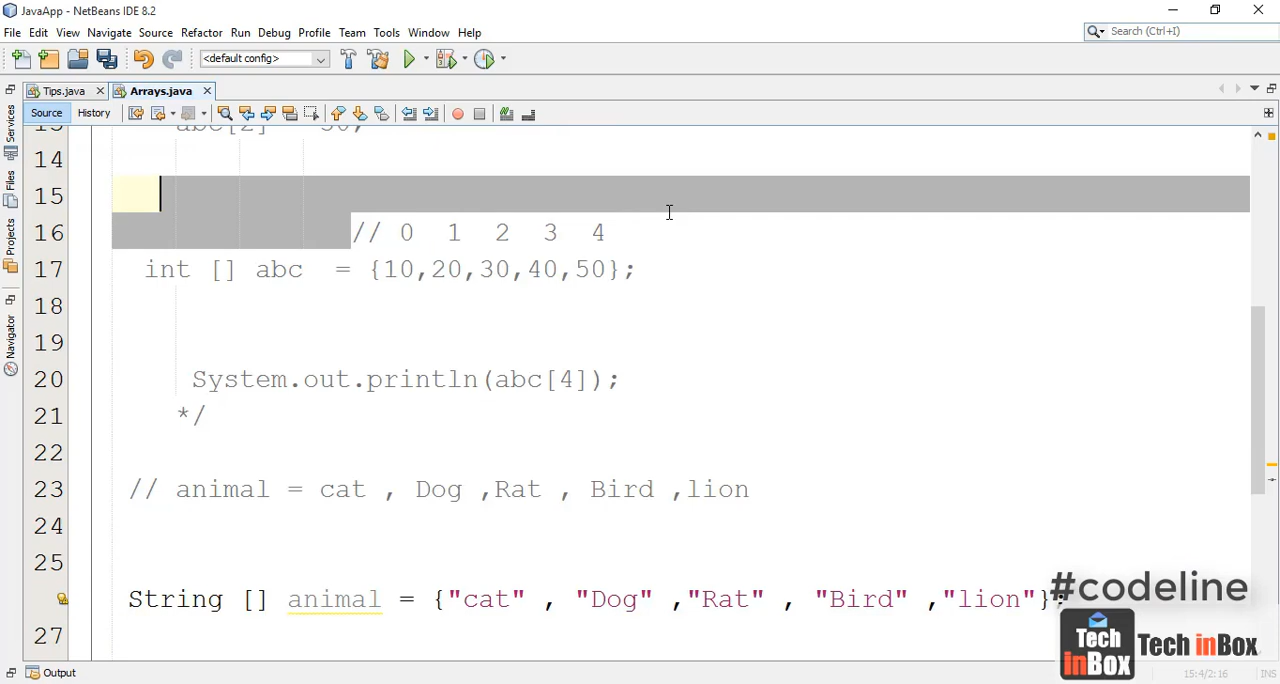 JavaApp - NetBeans IDE 8.2
File Edit View Navigate Source Refactor Run Debug Profile Team Tools Window Help
Search (Ctrl+I)
<default config>
Tips.java
Arrays.java
Source History
Services
Files
Projects
Navigator
13 abc[2] = 30;
14
15
16 // 0 1 2 3 4
17 int [] abc = {10,20,30,40,50};
18
19
20 System.out.println(abc[4]);
21 */
22
23 // animal = cat , Dog ,Rat , Bird ,lion
24
25
String [] animal = {"cat" , "Dog" ,"Rat" , "Bird" ,"lion"};
27
#codeline
Tech inBox
Tech inBox
Output
15:4/2:16
INS